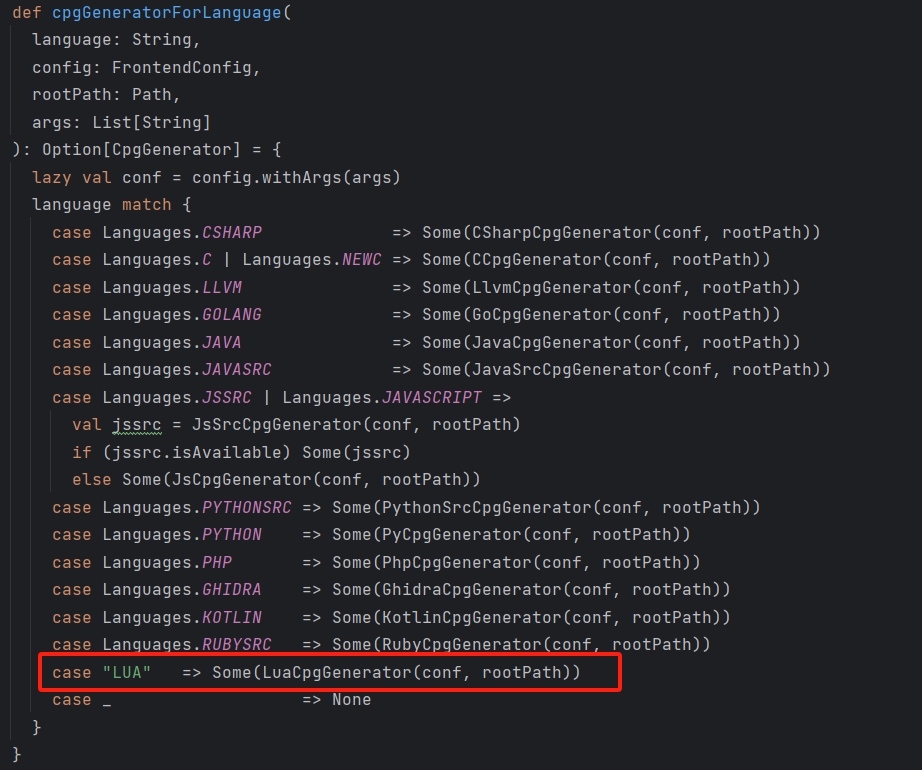 def cpgGeneratorForLanguage(
  language: String,
  config: FrontendConfig,
  rootPath: Path,
  args: List[String]
): Option[CpgGenerator] = {
  lazy val conf = config.withArgs(args)
  language match {
    case Languages.CSHARP             => Some(CSharpCpgGenerator(conf, rootPath))
    case Languages.C | Languages.NEWC => Some(CCpgGenerator(conf, rootPath))
    case Languages.LLVM               => Some(LlvmCpgGenerator(conf, rootPath))
    case Languages.GOLANG             => Some(GoCpgGenerator(conf, rootPath))
    case Languages.JAVA               => Some(JavaCpgGenerator(conf, rootPath))
    case Languages.JAVASRC            => Some(JavaSrcCpgGenerator(conf, rootPath))
    case Languages.JSSRC | Languages.JAVASCRIPT =>
      val jssrc = JsSrcCpgGenerator(conf, rootPath)
      if (jssrc.isAvailable) Some(jssrc)
      else Some(JsCpgGenerator(conf, rootPath))
    case Languages.PYTHONSRC => Some(PythonSrcCpgGenerator(conf, rootPath))
    case Languages.PYTHON    => Some(PyCpgGenerator(conf, rootPath))
    case Languages.PHP       => Some(PhpCpgGenerator(conf, rootPath))
    case Languages.GHIDRA    => Some(GhidraCpgGenerator(conf, rootPath))
    case Languages.KOTLIN    => Some(KotlinCpgGenerator(conf, rootPath))
    case Languages.RUBYSRC   => Some(RubyCpgGenerator(conf, rootPath))
    case "LUA"   => Some(LuaCpgGenerator(conf, rootPath))
    case _                   => None
  }
}